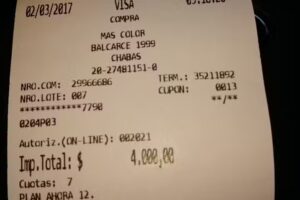 VISA
02/03/2017
COMPRA
MAS COLOR
BALCARCE 1999
CHABAS
20-27481151-0
NRO.COM: 29966686 TERM.: 35211892
NRO.LOTE: 007 CUPON: 0013
************7790 **/**
0204P03
Autoriz.(ON-LINE): 002021
Imp.Total: $ 4.000,00
Cuotas: 7
PLAN AHORA 12.